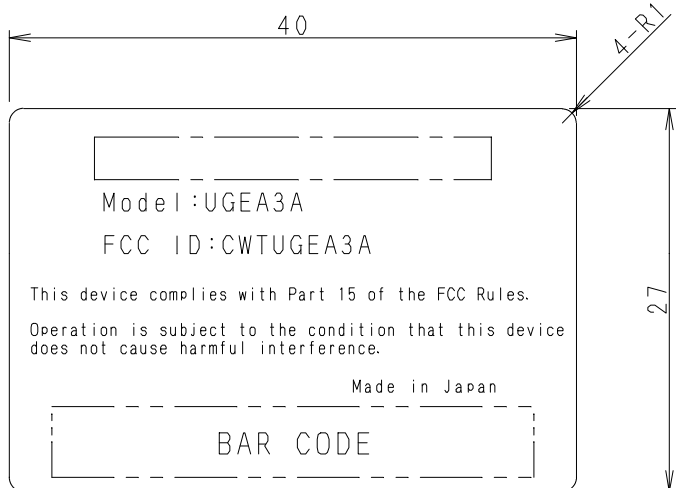 40
4-R1
Model:UGEA3A
FCC ID:CWTUGEA3A
This device complies with Part 15 of the FCC Rules.
Operation is subject to the condition that this device
does not cause harmful interference.
27
Made in Japan
BAR CODE